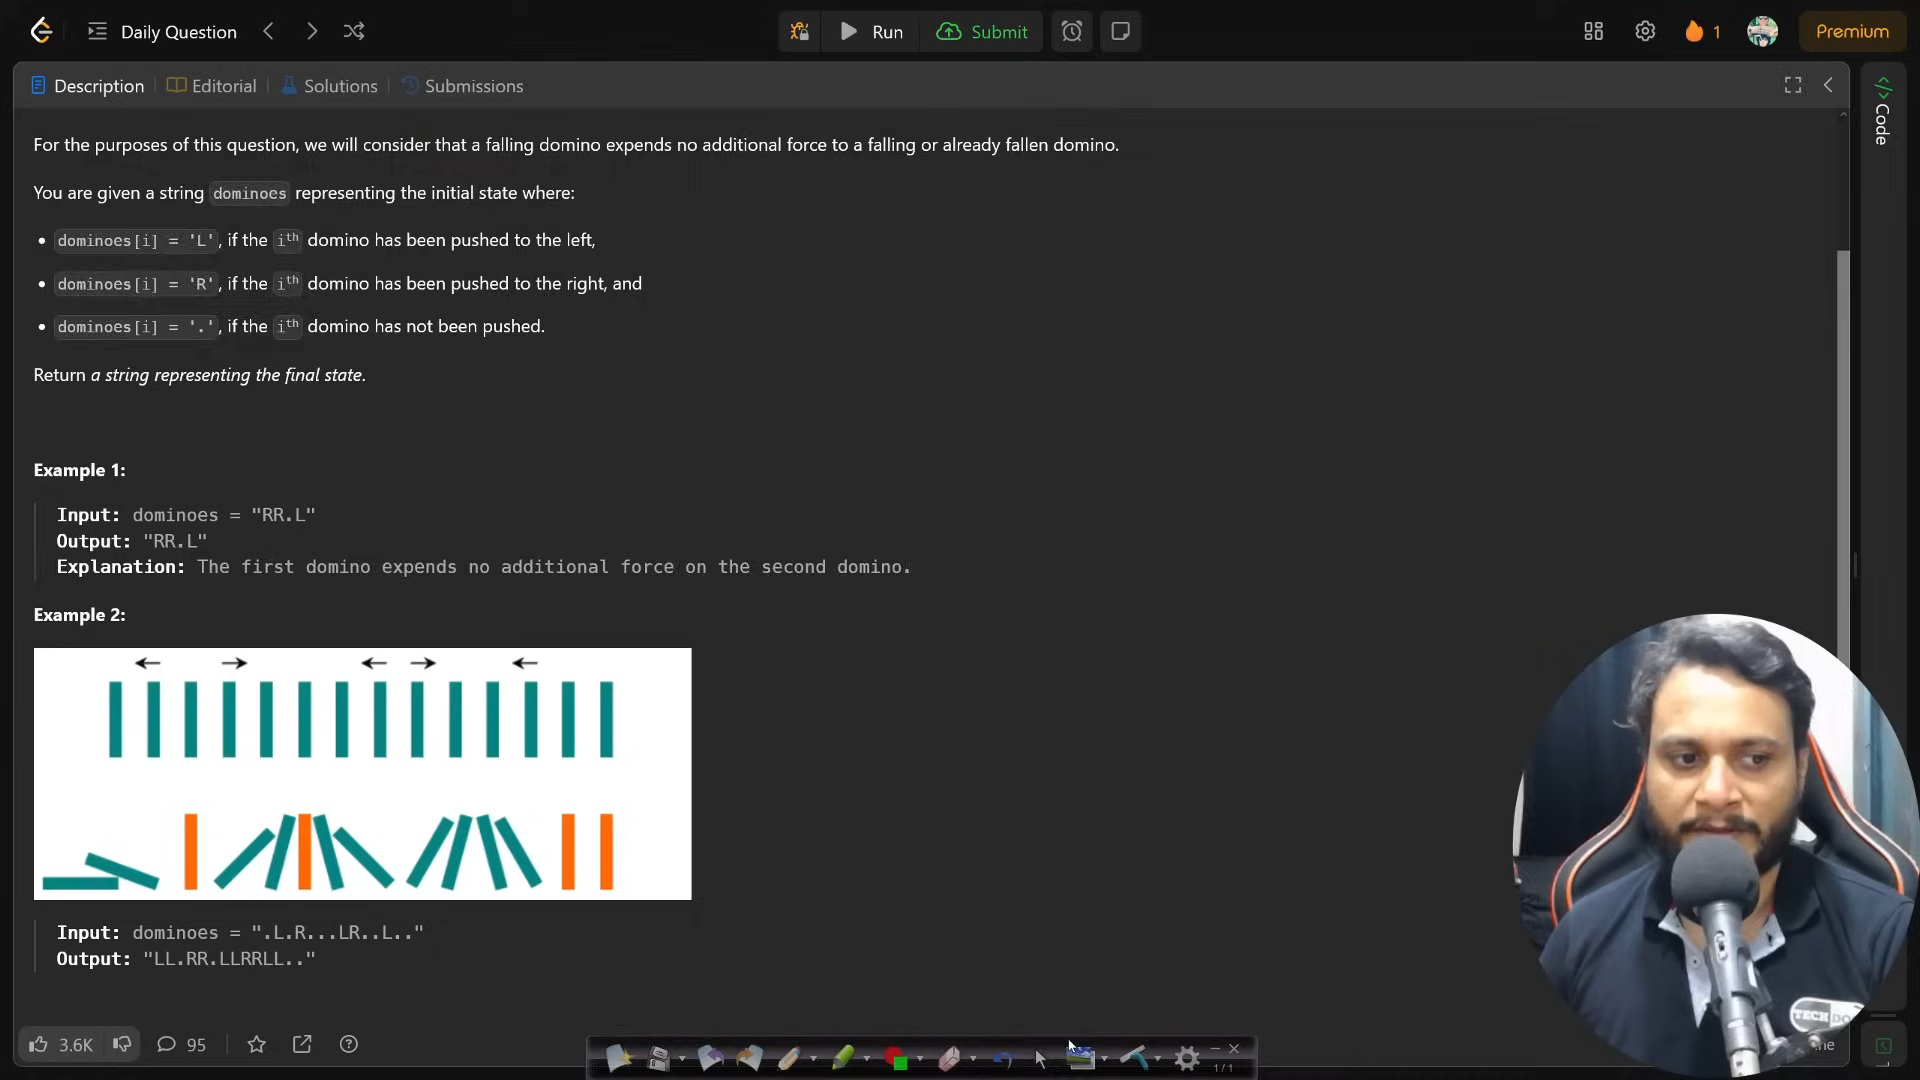 Daily Question
Run
Submit
1
Premium
Description
Editorial
Solutions
Submissions
Code
For the purposes of this question, we will consider that a falling domino expends no additional force to a falling or already fallen domino.
You are given a string dominoes representing the initial state where:
• dominoes[i] = 'L', if the ith domino has been pushed to the left,
• dominoes[i] = 'R', if the ith domino has been pushed to the right, and
• dominoes[i] = '.', if the ith domino has not been pushed.
Return a string representing the final state.
Example 1:
Input: dominoes = "RR.L"
Output: "RR.L"
Explanation: The first domino expends no additional force on the second domino.
Example 2:
Input: dominoes = ".L.R...LR..L.."
Output: "LL.RR.LLRRLL.."
3.6K
95
1/1